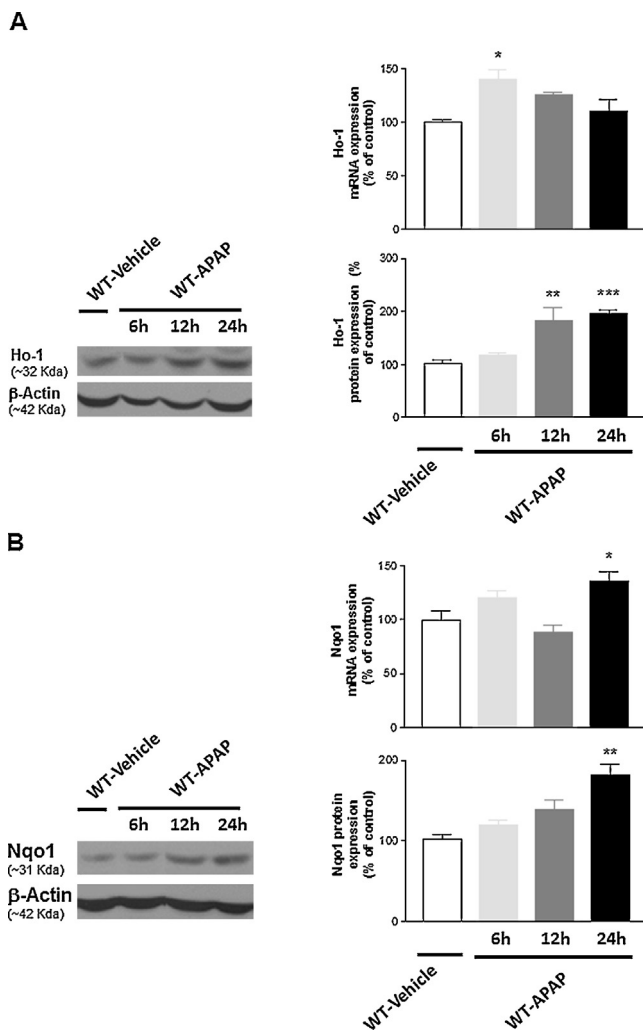 A
WT-Vehicle
WT-APAP
6h 12h 24h
Ho-1
(~32 Kda)
β-Actin
(~42 Kda)
Ho-1
mRNA expression
(% of control)
150
100
50
0
*
Ho-1
protein expression (%
of control)
300
200
100
0
** ***
6h 12h 24h
WT-Vehicle
WT-APAP
B
WT-Vehicle
WT-APAP
6h 12h 24h
Nqo1
(~31 Kda)
β-Actin
(~42 Kda)
Nqo1
mRNA expression
(% of control)
150
100
50
0
*
Nqo1 protein
expression
(% of control)
200
100
0
**
6h 12h 24h
WT-Vehicle
WT-APAP